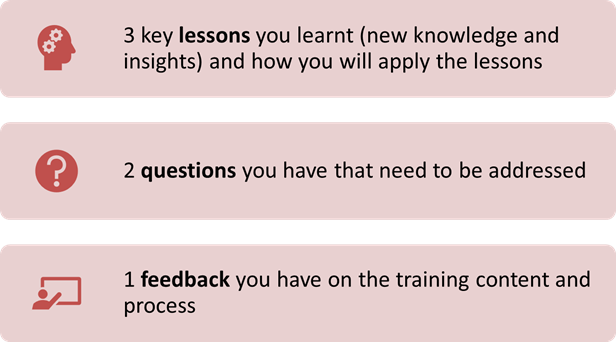 3 key lessons you learnt (new knowledge and
insights) and how you will apply the lessons
2 questions you have that need to be addressed
1 feedback you have on the training content and
process